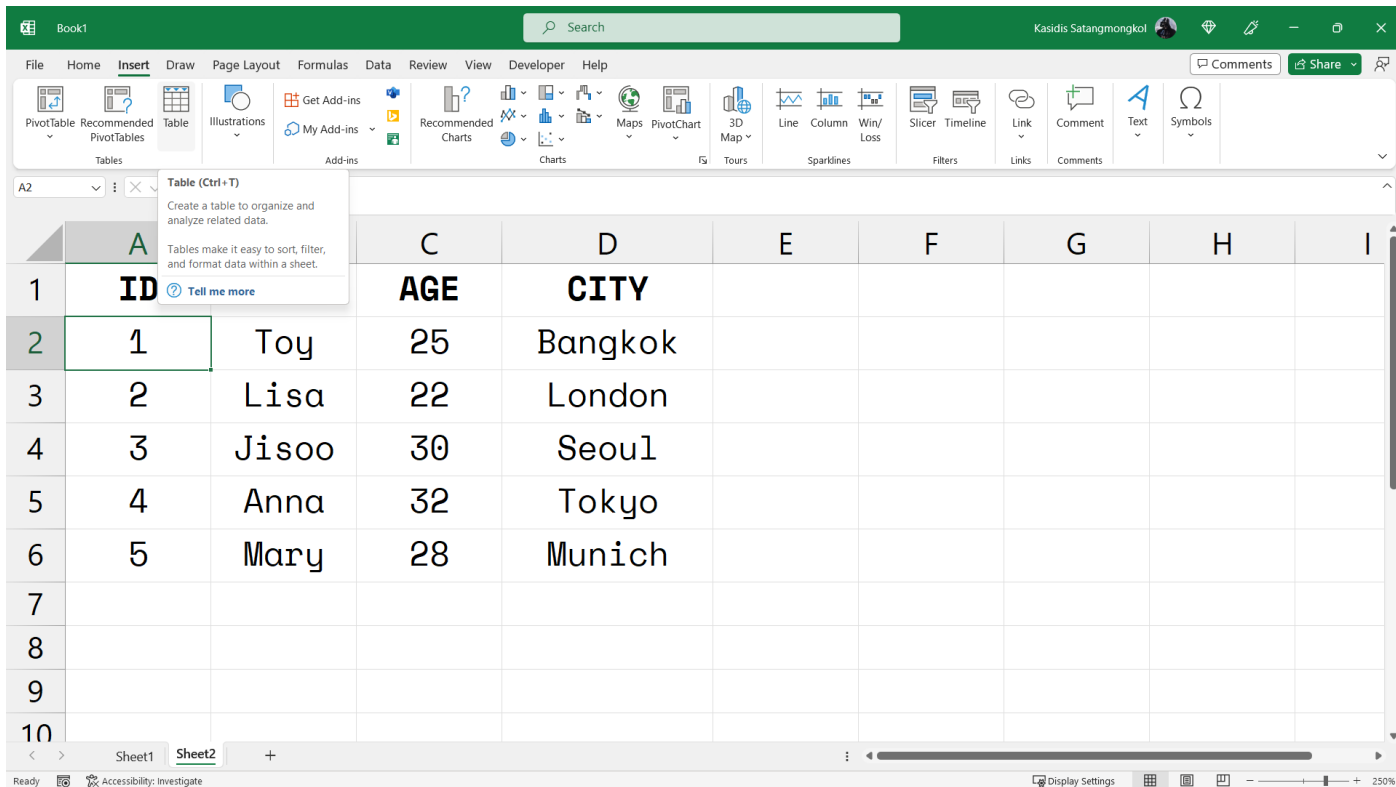 Book1 Search Kasidis Satangmongkol
File Home Insert Draw Page Layout Formulas Data Review View Developer Help Comments Share
Get Add-ins
My Add-ins
PivotTable Recommended PivotTables Table Illustrations Recommended Charts Maps PivotChart 3D Map Line Column Win/Loss Slicer Timeline Link Comment Text Symbols
Tables Add-ins Charts Tours Sparklines Filters Links Comments
A2
Table (Ctrl+T)
Create a table to organize and
analyze related data.
Tables make it easy to sort, filter,
and format data within a sheet.
Tell me more
A C D E F G H I
1 ID AGE CITY
2 1 Toy 25 Bangkok
3 2 Lisa 22 London
4 3 Jisoo 30 Seoul
5 4 Anna 32 Tokyo
6 5 Mary 28 Munich
7
8
9
10
Sheet1 Sheet2
Ready Accessibility: Investigate Display Settings 250%